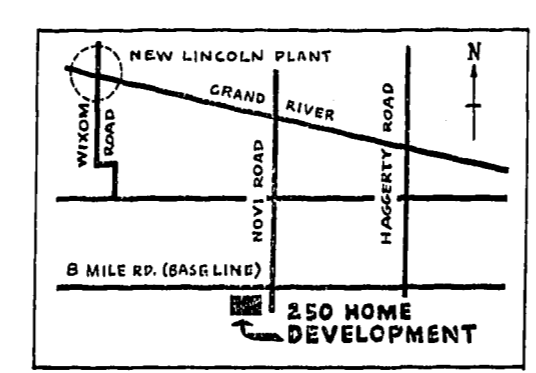 NEW LINCOLN PLANT
N
GRAND RIVER
WIXOM
ROAD
NOVI ROAD
HAGGERTY ROAD
8 MILE RD. (BASELINE)
250 HOME
DEVELOPMENT